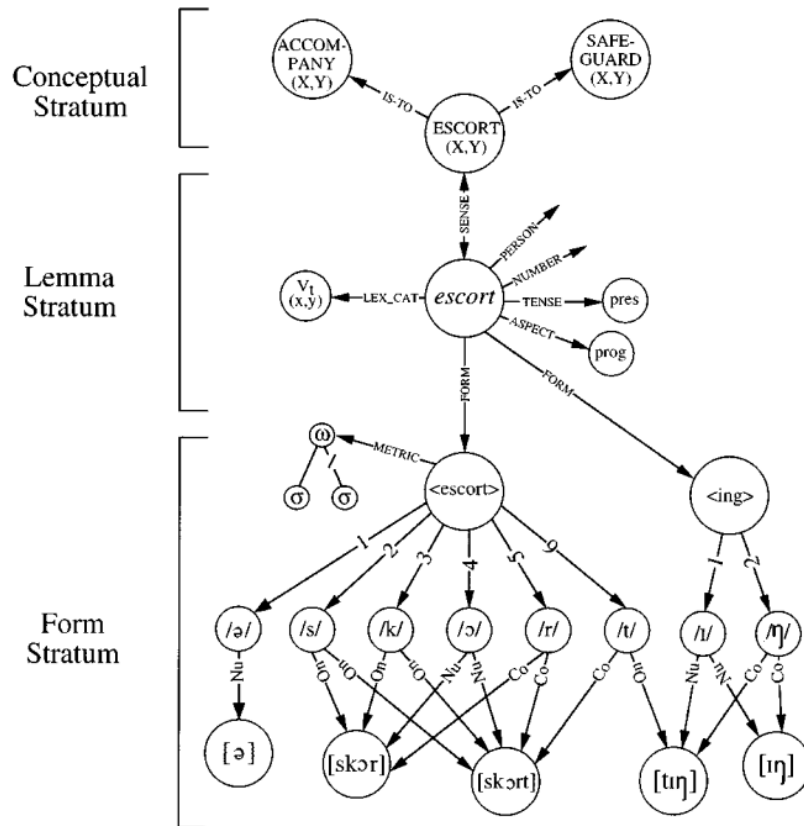 Conceptual
Stratum
ACCOM-
PANY
(X,Y)
SAFE-
GUARD
(X,Y)
IS-TO
IS-TO
ESCORT
(X,Y)
SENSE
Lemma
Stratum
PERSON
NUMBER
Vt
(x,y)
LEX_CAT
escort
TENSE
pres
ASPECT
prog
FORM
FORM
Form
Stratum
ω
METRIC
σ
σ
<escort>
<ing>
1
2
3
4
5
6
1
2
/ə/
/s/
/k/
/ɔ/
/r/
/t/
/ɪ/
/ŋ/
Nu
On
On
On
On
Nu
Nu
Co
Co
Co
On
Nu
Nu
Co
Co
[ə]
[skɔr]
[skɔrt]
[tɪŋ]
[ɪŋ]